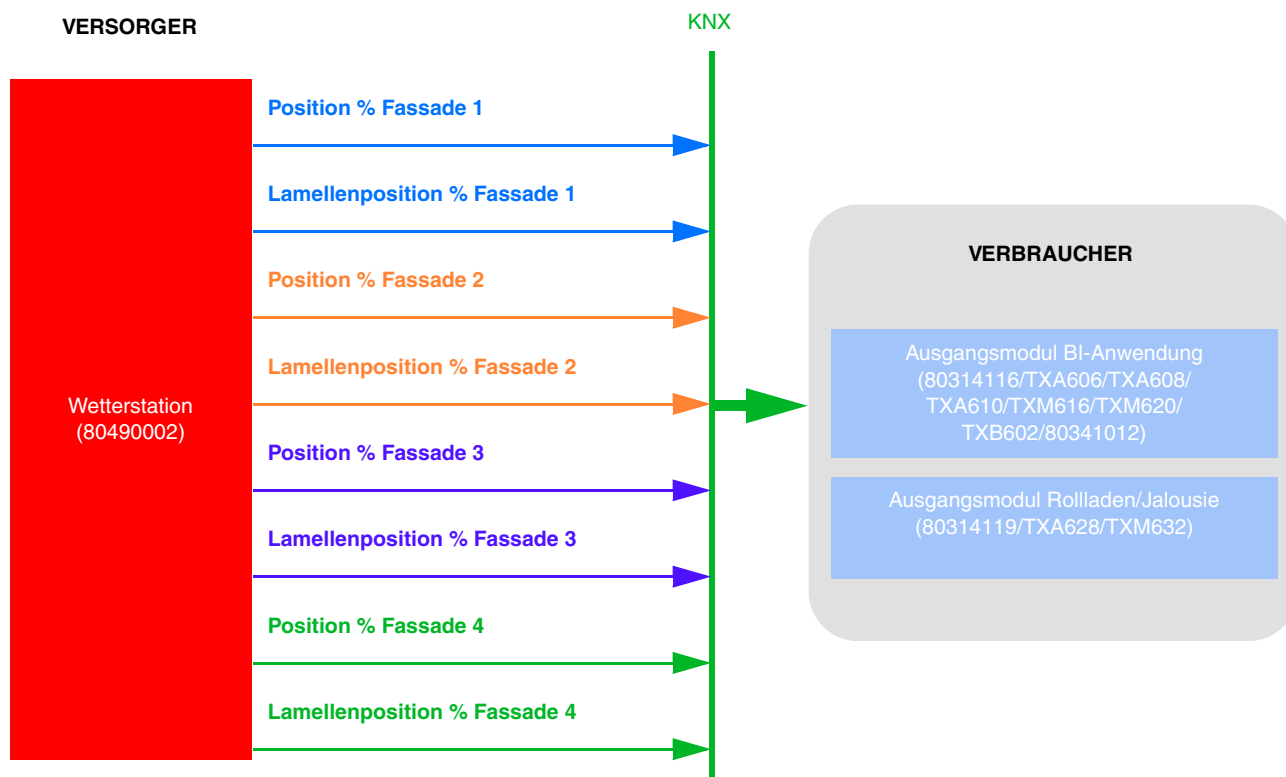 VERSORGER
KNX
Position % Fassade 1
Lamellenposition % Fassade 1
Position % Fassade 2
Lamellenposition % Fassade 2
Position % Fassade 3
Lamellenposition % Fassade 3
Position % Fassade 4
Lamellenposition % Fassade 4
Wetterstation
(80490002)
VERBRAUCHER
Ausgangsmodul BI-Anwendung
(80314116/TXA606/TXA608/
TXA610/TXM616/TXM620/
TXB602/80341012)
Ausgangsmodul Rollladen/Jalousie
(80314119/TXA628/TXM632)